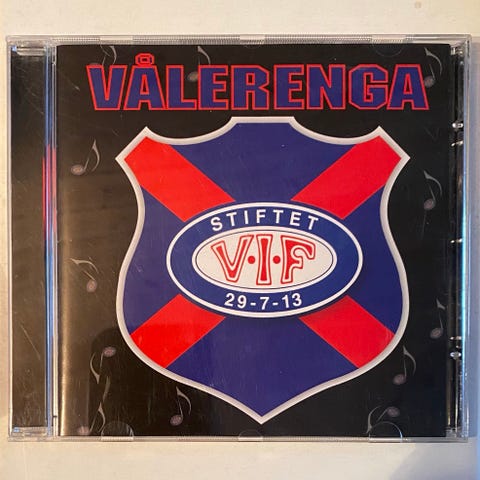 VÅLERENGA
STIFTET
V·I·F
29-7-13